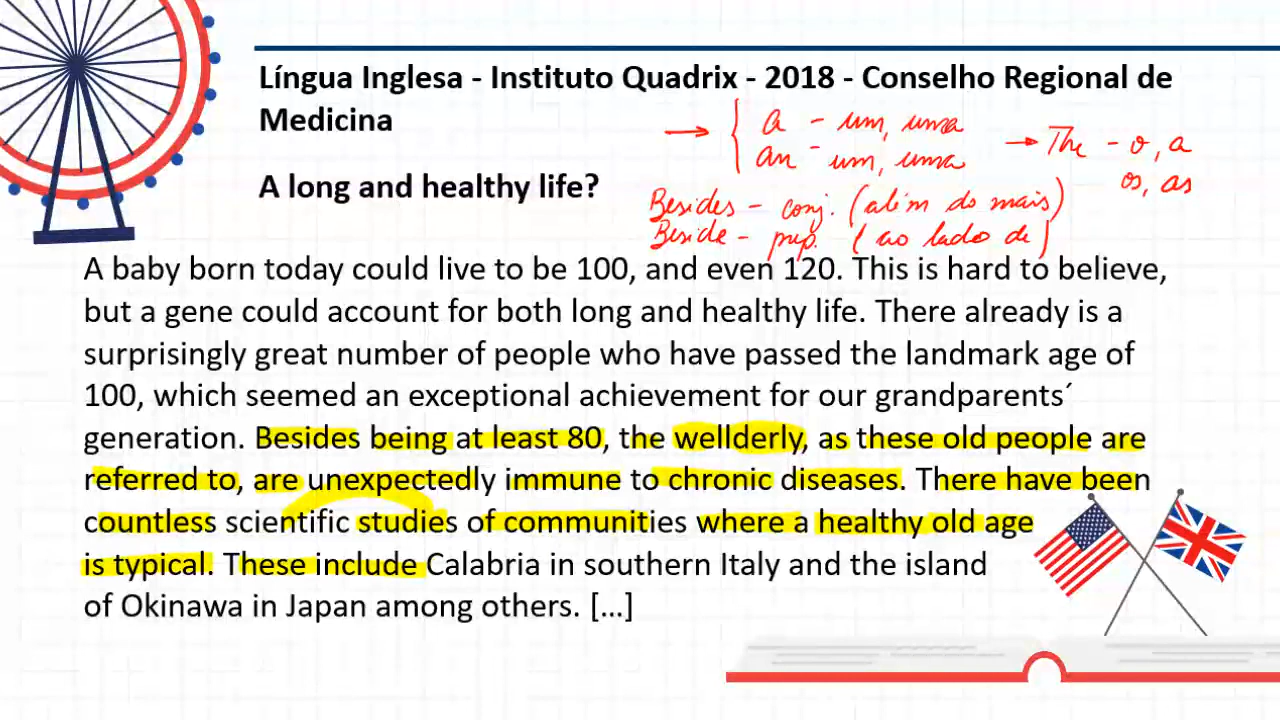 Língua Inglesa - Instituto Quadrix - 2018 - Conselho Regional de
Medicina
→ { a - um, uma
an - um, uma
→ The - o, a
os, as
A long and healthy life?
Besides - conj. (além do mais)
Beside - prep. (ao lado de)
A baby born today could live to be 100, and even 120. This is hard to believe,
but a gene could account for both long and healthy life. There already is a
surprisingly great number of people who have passed the landmark age of
100, which seemed an exceptional achievement for our grandparents´
generation. Besides being at least 80, the wellderly, as these old people are
referred to, are unexpectedly immune to chronic diseases. There have been
countless scientific studies of communities where a healthy old age
is typical. These include Calabria in southern Italy and the island
of Okinawa in Japan among others. [...]